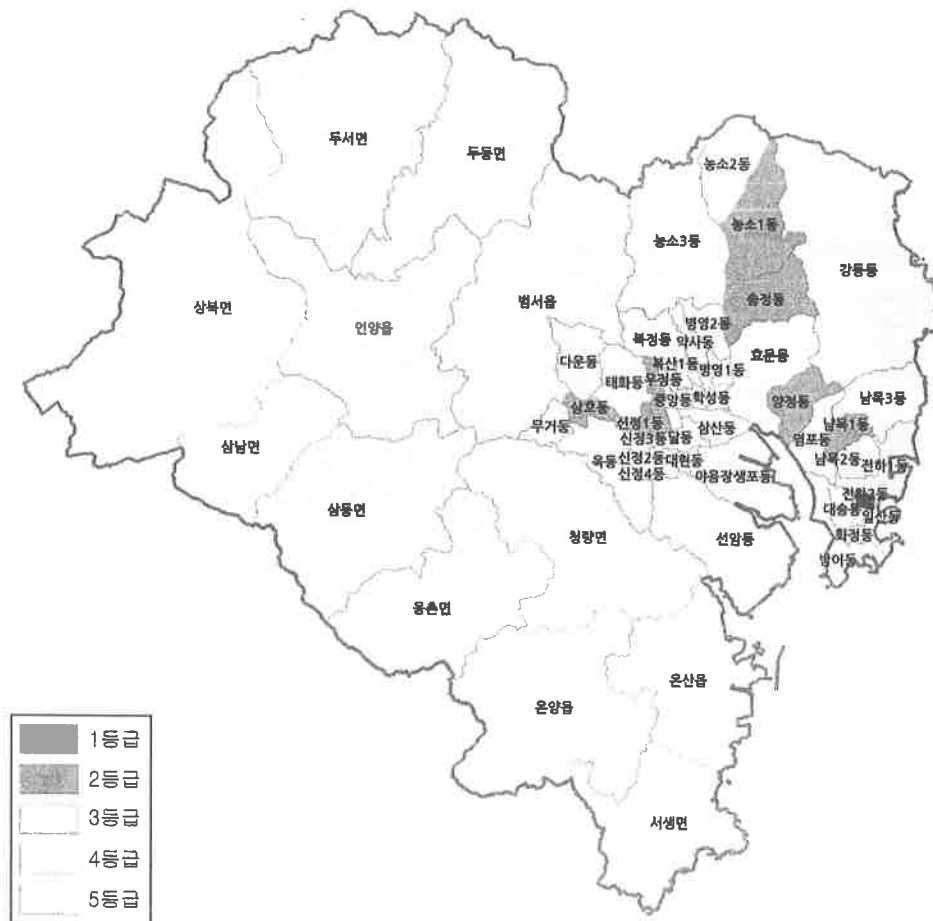 두서면
두동면
농소2동
농소1동
농소3동
강동동
송정동
상북면
언양읍
범서읍
병영2동
북정동
약사동
효문동
다운동
복산1동
병영1동
태화동
우정동
중앙동
학성동
양정동
남목3동
삼호동
신정1동
남목1동
무거동
신정3동
달동
삼산동
염포동
삼남면
옥동
신정2동
대현동
남목2동
전하1동
신정4동
야음장생포동
전하2동
대송동
일산동
삼동면
청량면
선암동
화정동
방어동
웅촌면
온산읍
온양읍
서생면
1등급
2등급
3등급
4등급
5등급